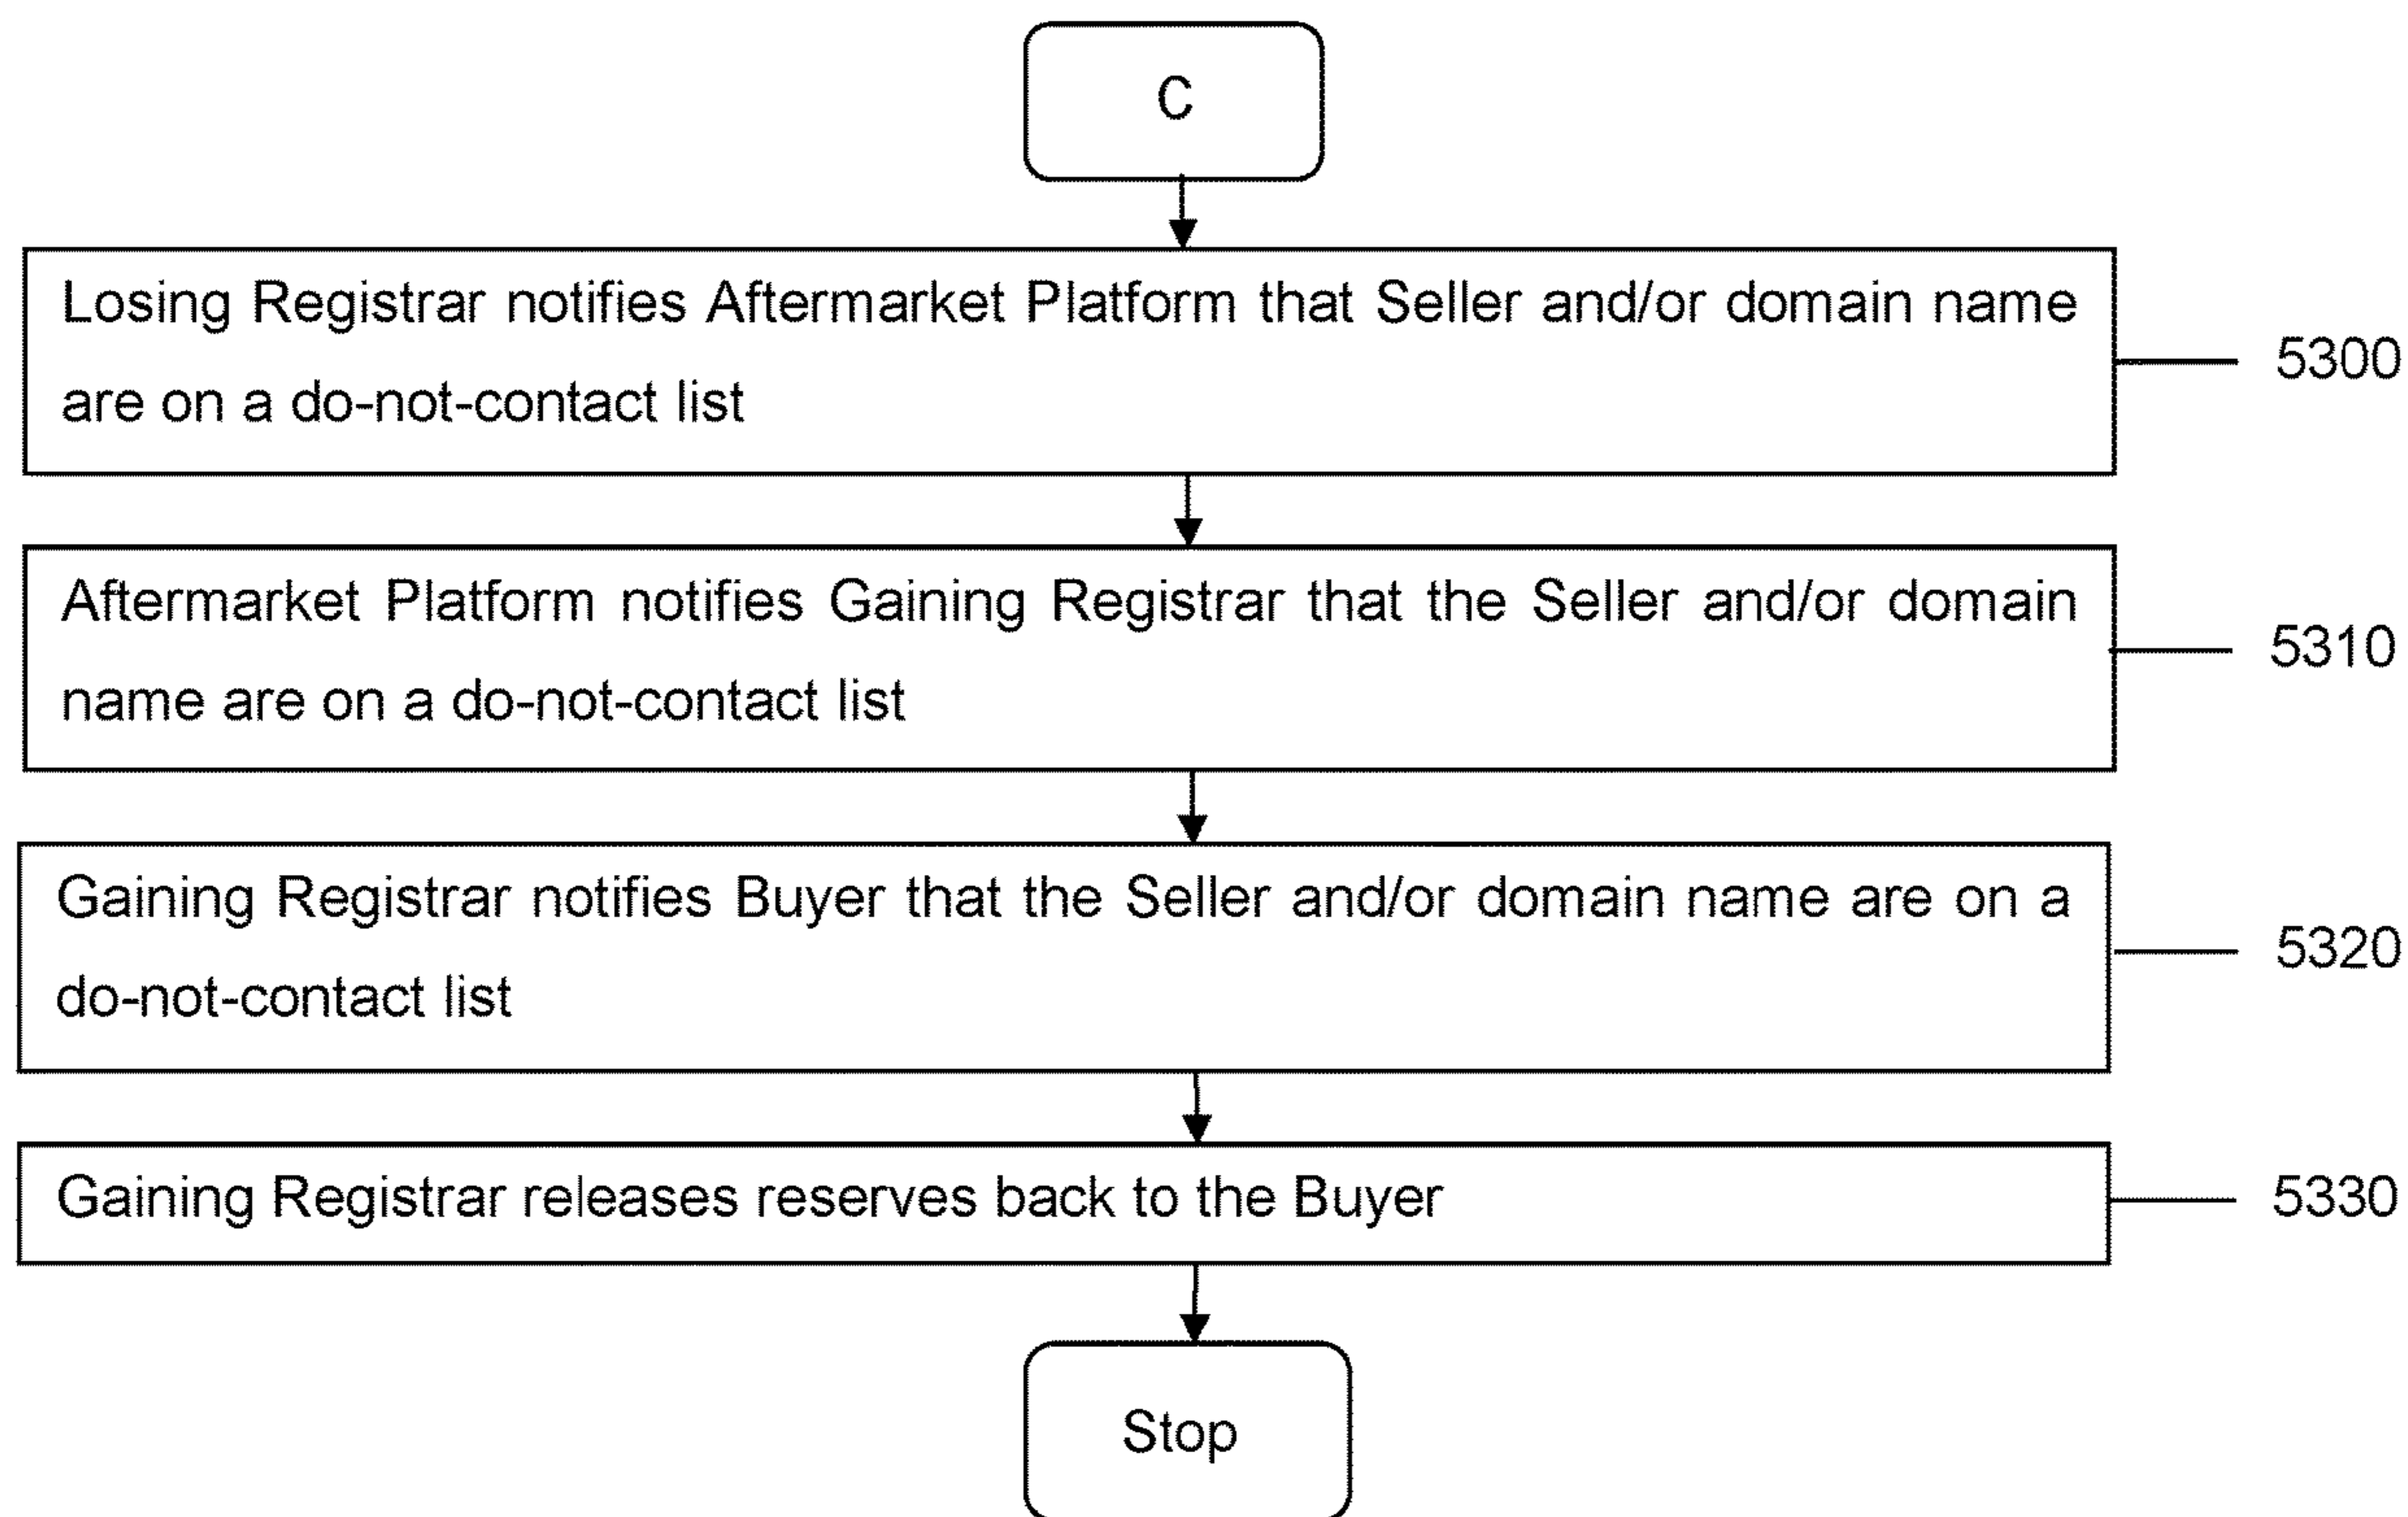 C
Losing Registrar notifies Aftermarket Platform that Seller and/or domain name
are on a do-not-contact list
5300
Aftermarket Platform notifies Gaining Registrar that the Seller and/or domain
name are on a do-not-contact list
5310
Gaining Registrar notifies Buyer that the Seller and/or domain name are on a
do-not-contact list
5320
Gaining Registrar releases reserves back to the Buyer
5330
Stop